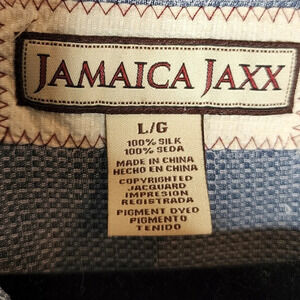 JAMAICA JAXX
L/G
100% SILK
100% SEDA
MADE IN CHINA
HECHO EN CHINA
COPYRIGHTED
JACQUARD
IMPRESION
REGISTRADA
PIGMENT DYED
PIGMENTO
TENIDO